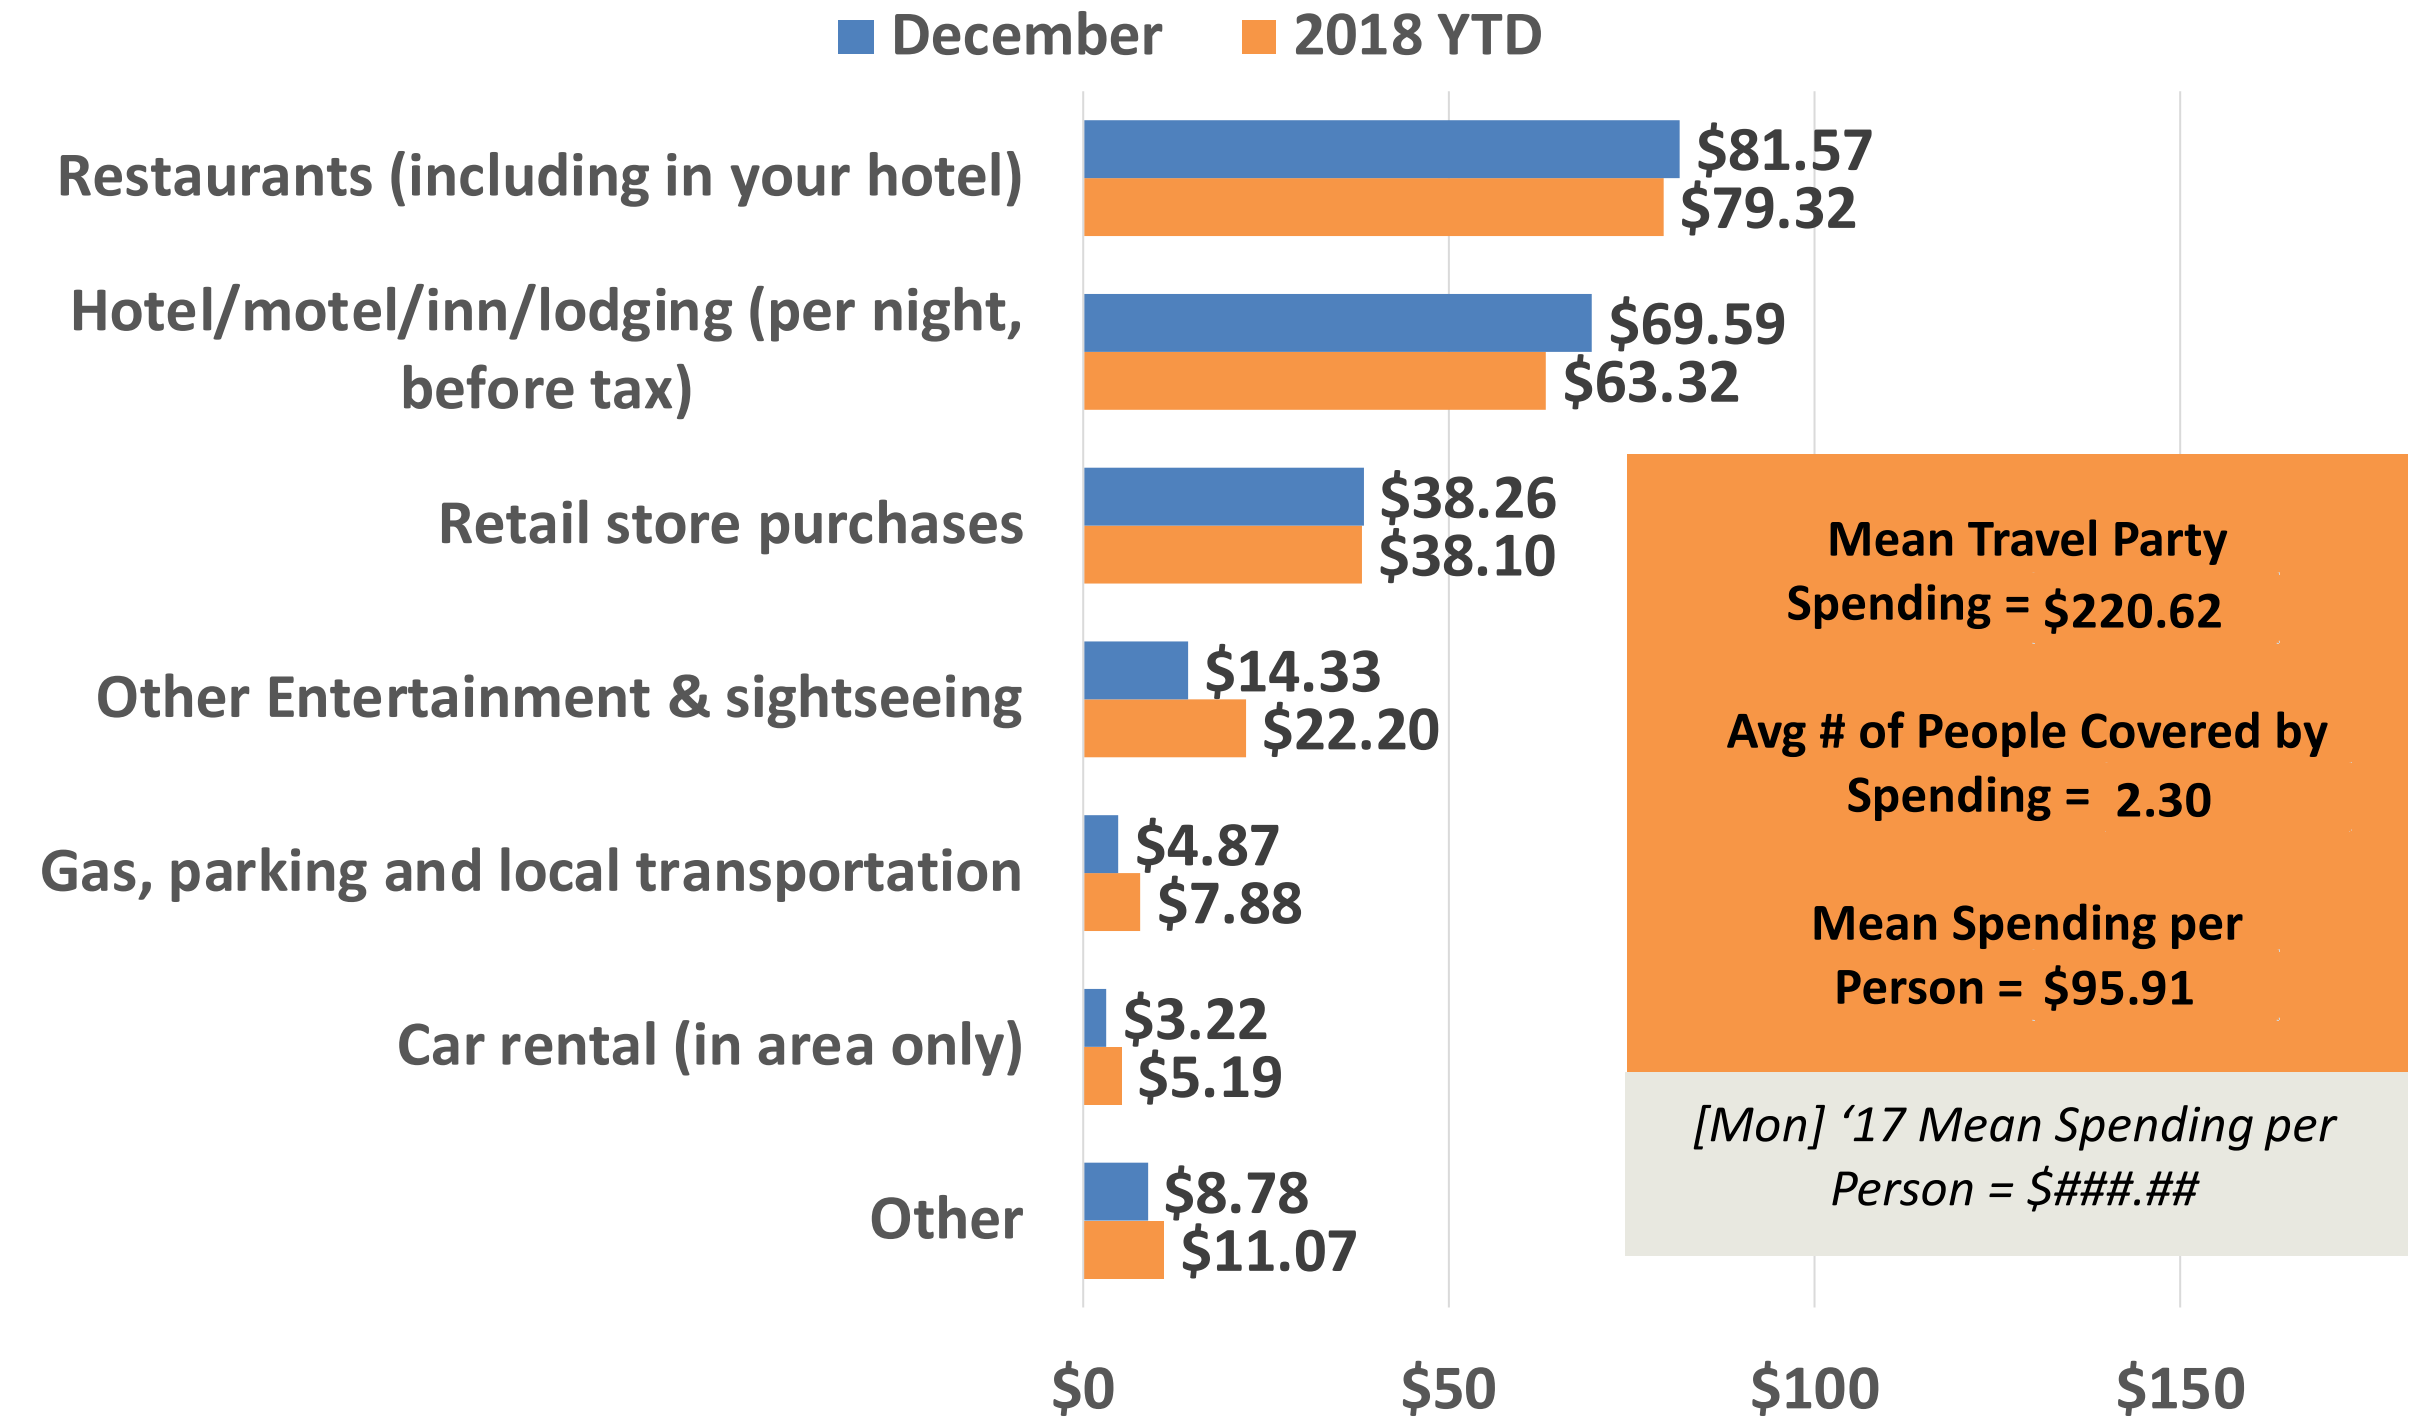 December 2018 YTD
Restaurants (including in your hotel)
$81.57
$79.32
Hotel/motel/inn/lodging (per night,
before tax)
$69.59
$63.32
Retail store purchases
$38.26
$38.10
Other Entertainment & sightseeing
$14.33
$22.20
Gas, parking and local transportation
$4.87
$7.88
Car rental (in area only)
$3.22
$5.19
Other
$8.78
$11.07
$0 $50 $100 $150
Mean Travel Party
Spending = $220.62
Avg # of People Covered by
Spending = 2.30
Mean Spending per
Person = $95.91
[Mon] ‘17 Mean Spending per
Person = $###.##